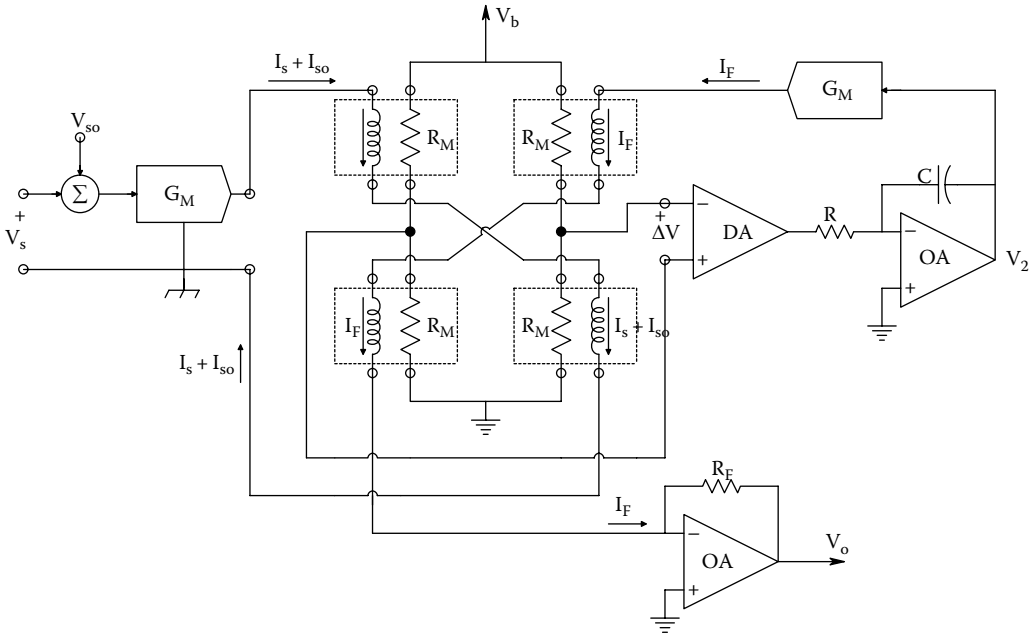 V_b
I_s + I_so
I_F
G_M
V_so
R_M
R_M
I_F
Σ
G_M
C
+
V_s
+
ΔV
−
DA
+
R
−
OA
+
V_2
I_F
R_M
R_M
I_s + I_so
I_s + I_so
R_F
I_F
−
OA
+
V_o